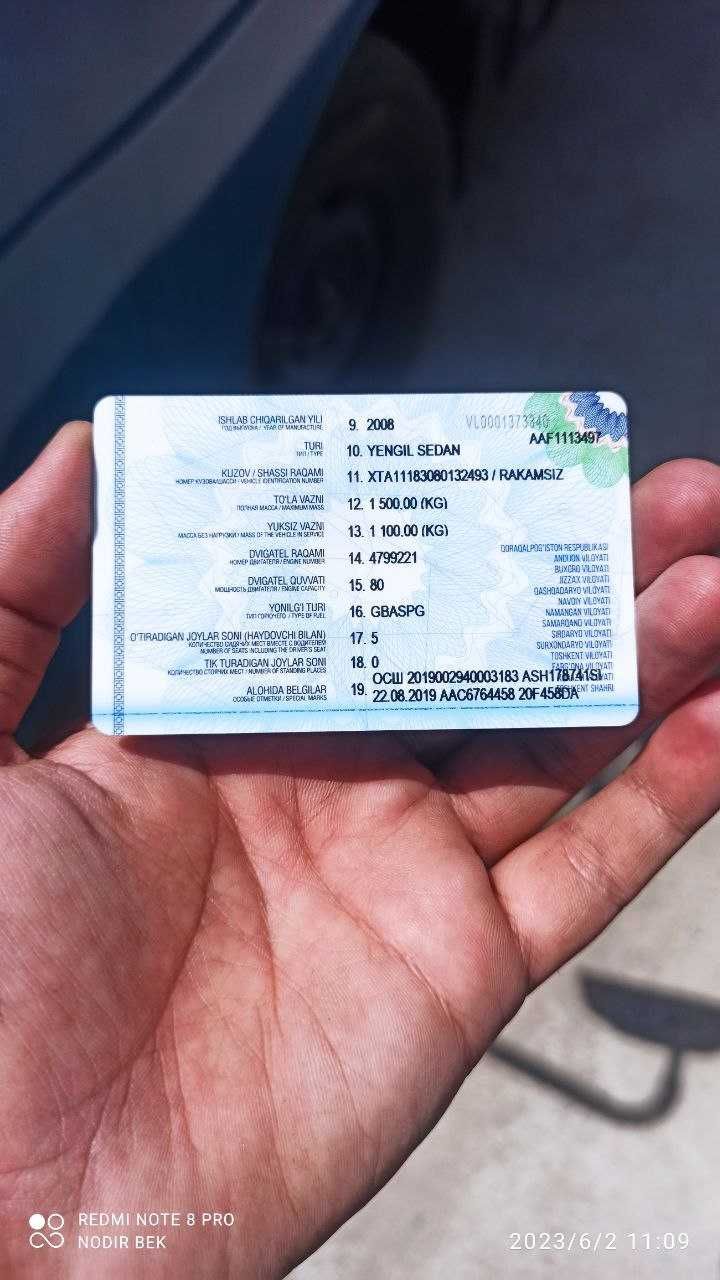 ISHLAB CHIQARILGAN YILI 9. 2008 VL0001373340
ГОД ВЫПУСКА / YEAR OF MANUFACTURE
AAF1113497
TURI 10. YENGIL SEDAN
ТИП / TYPE
KUZOV / SHASSI RAQAMI 11. XTA11183080132493 / RAKAMSIZ
НОМЕР КУЗОВА/ШАССИ / VEHICLE IDENTIFICATION NUMBER
TO'LA VAZNI 12. 1 500.00 (KG)
ПОЛНАЯ МАССА / MAXIMUM MASS
YUKSIZ VAZNI 13. 1 100.00 (KG)
МАССА БЕЗ НАГРУЗКИ / MASS OF THE VEHICLE IN SERVICE
DVIGATEL RAQAMI 14. 4799221
НОМЕР ДВИГАТЕЛЯ / ENGINE NUMBER
DVIGATEL QUVVATI 15. 80
МОЩНОСТЬ ДВИГАТЕЛЯ / ENGINE CAPACITY
YONILG'I TURI 16. GBASPG
ТИП ГОРЮЧЕГО / TYPE OF FUEL
O'TIRADIGAN JOYLAR SONI (HAYDOVCHI BILAN) 17. 5
КОЛИЧЕСТВО СИДЯЧИХ МЕСТ ВМЕСТЕ С ВОДИТЕЛЕМ
NUMBER OF SEATS INCLUDING THE DRIVER'S SEAT
TIK TURADIGAN JOYLAR SONI 18. 0
КОЛИЧЕСТВО СТОЯЧИХ МЕСТ / NUMBER OF STANDING PLACES
ALOHIDA BELGILAR 19. ОСШ 2019002940003183 ASH178741SI
ОСОБЫЕ ОТМЕТКИ / SPECIAL MARKS
22.08.2019 AAC6764458 20F458DA
QORAQALPOG'ISTON RESPUBLIKASI
ANDIJON VILOYATI
BUXORO VILOYATI
JIZZAX VILOYATI
QASHQADARYO VILOYATI
NAVOIY VILOYATI
NAMANGAN VILOYATI
SAMARQAND VILOYATI
SIRDARYO VILOYATI
SURXONDARYO VILOYATI
TOSHKENT VILOYATI
FARG'ONA VILOYATI
SHAHRI
REDMI NOTE 8 PRO
NODIR BEK
2023/6/2 11:09